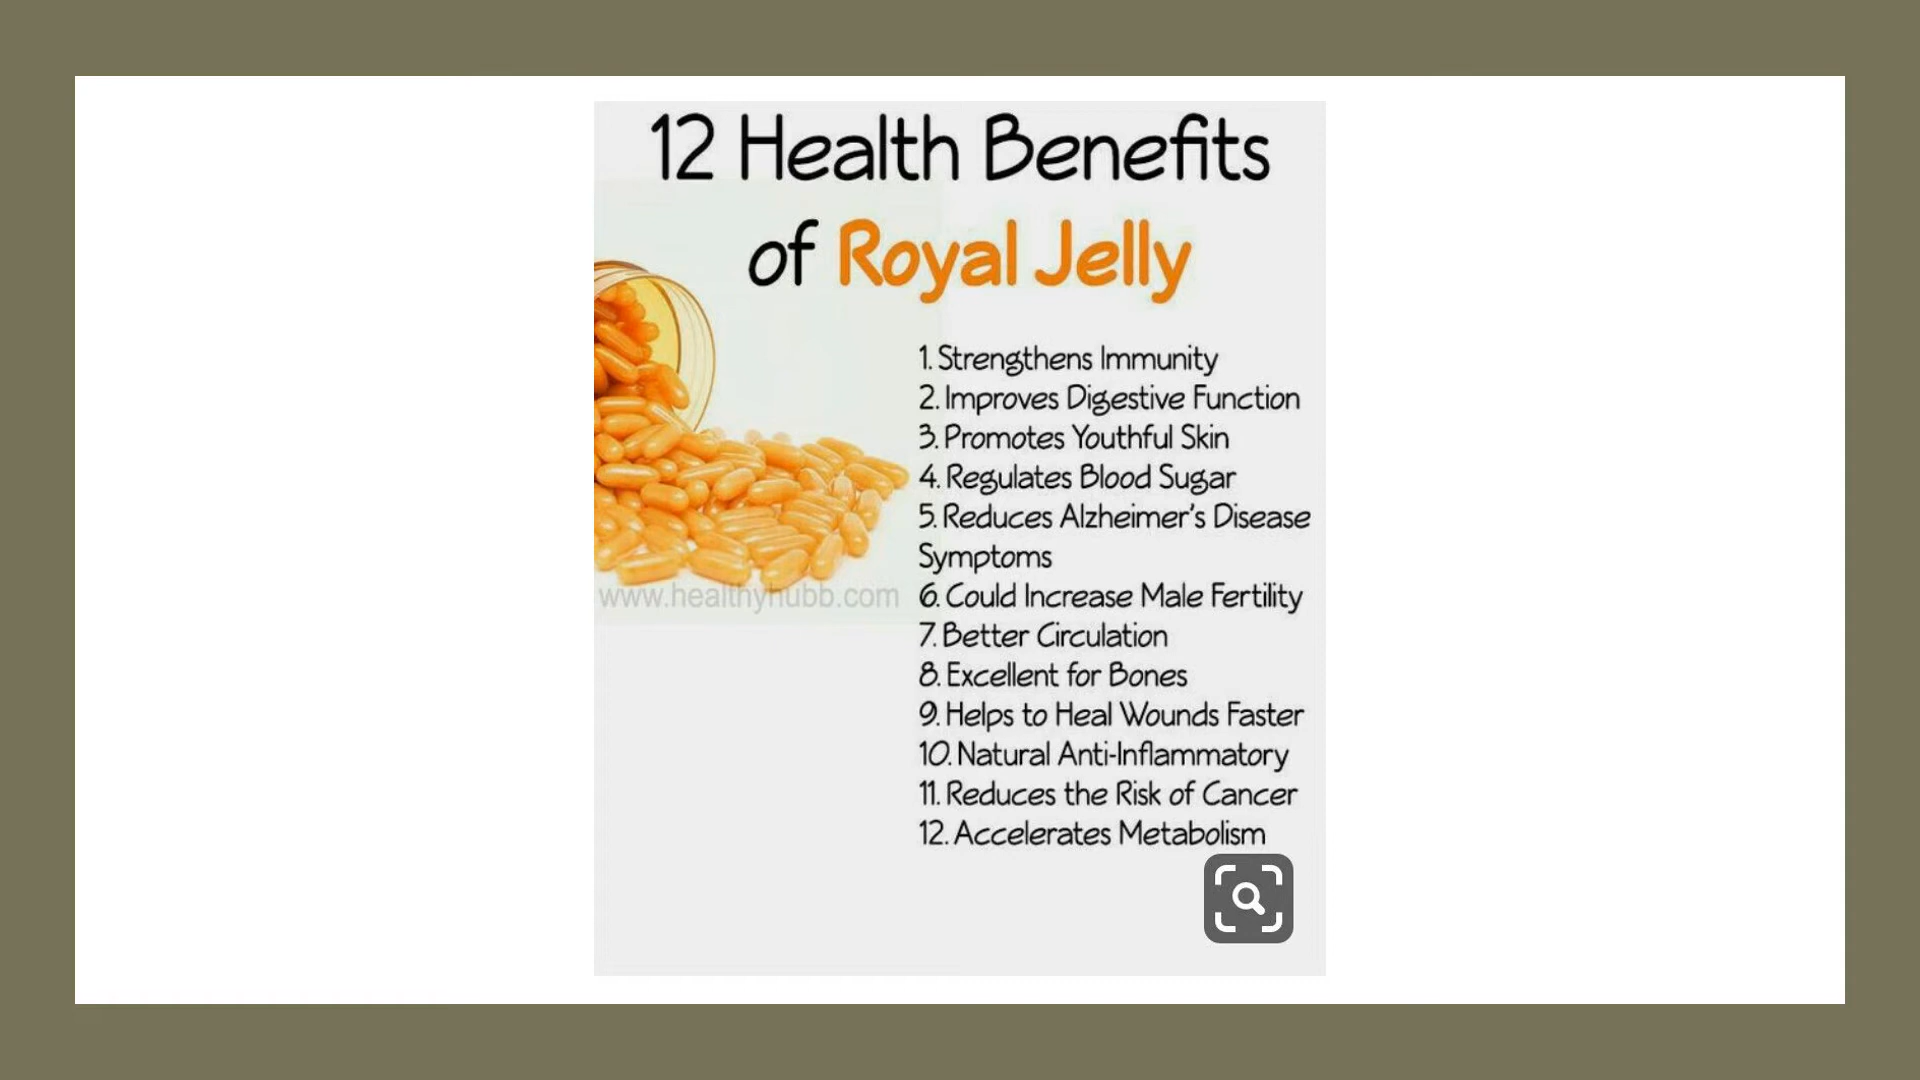 12 Health Benefits
of Royal Jelly
1. Strengthens Immunity
2. Improves Digestive Function
3. Promotes Youthful Skin
4. Regulates Blood Sugar
5. Reduces Alzheimer's Disease
Symptoms
6. Could Increase Male Fertility
7. Better Circulation
8. Excellent for Bones
9. Helps to Heal Wounds Faster
10. Natural Anti-Inflammatory
11. Reduces the Risk of Cancer
12. Accelerates Metabolism
www.healthyhubb.com